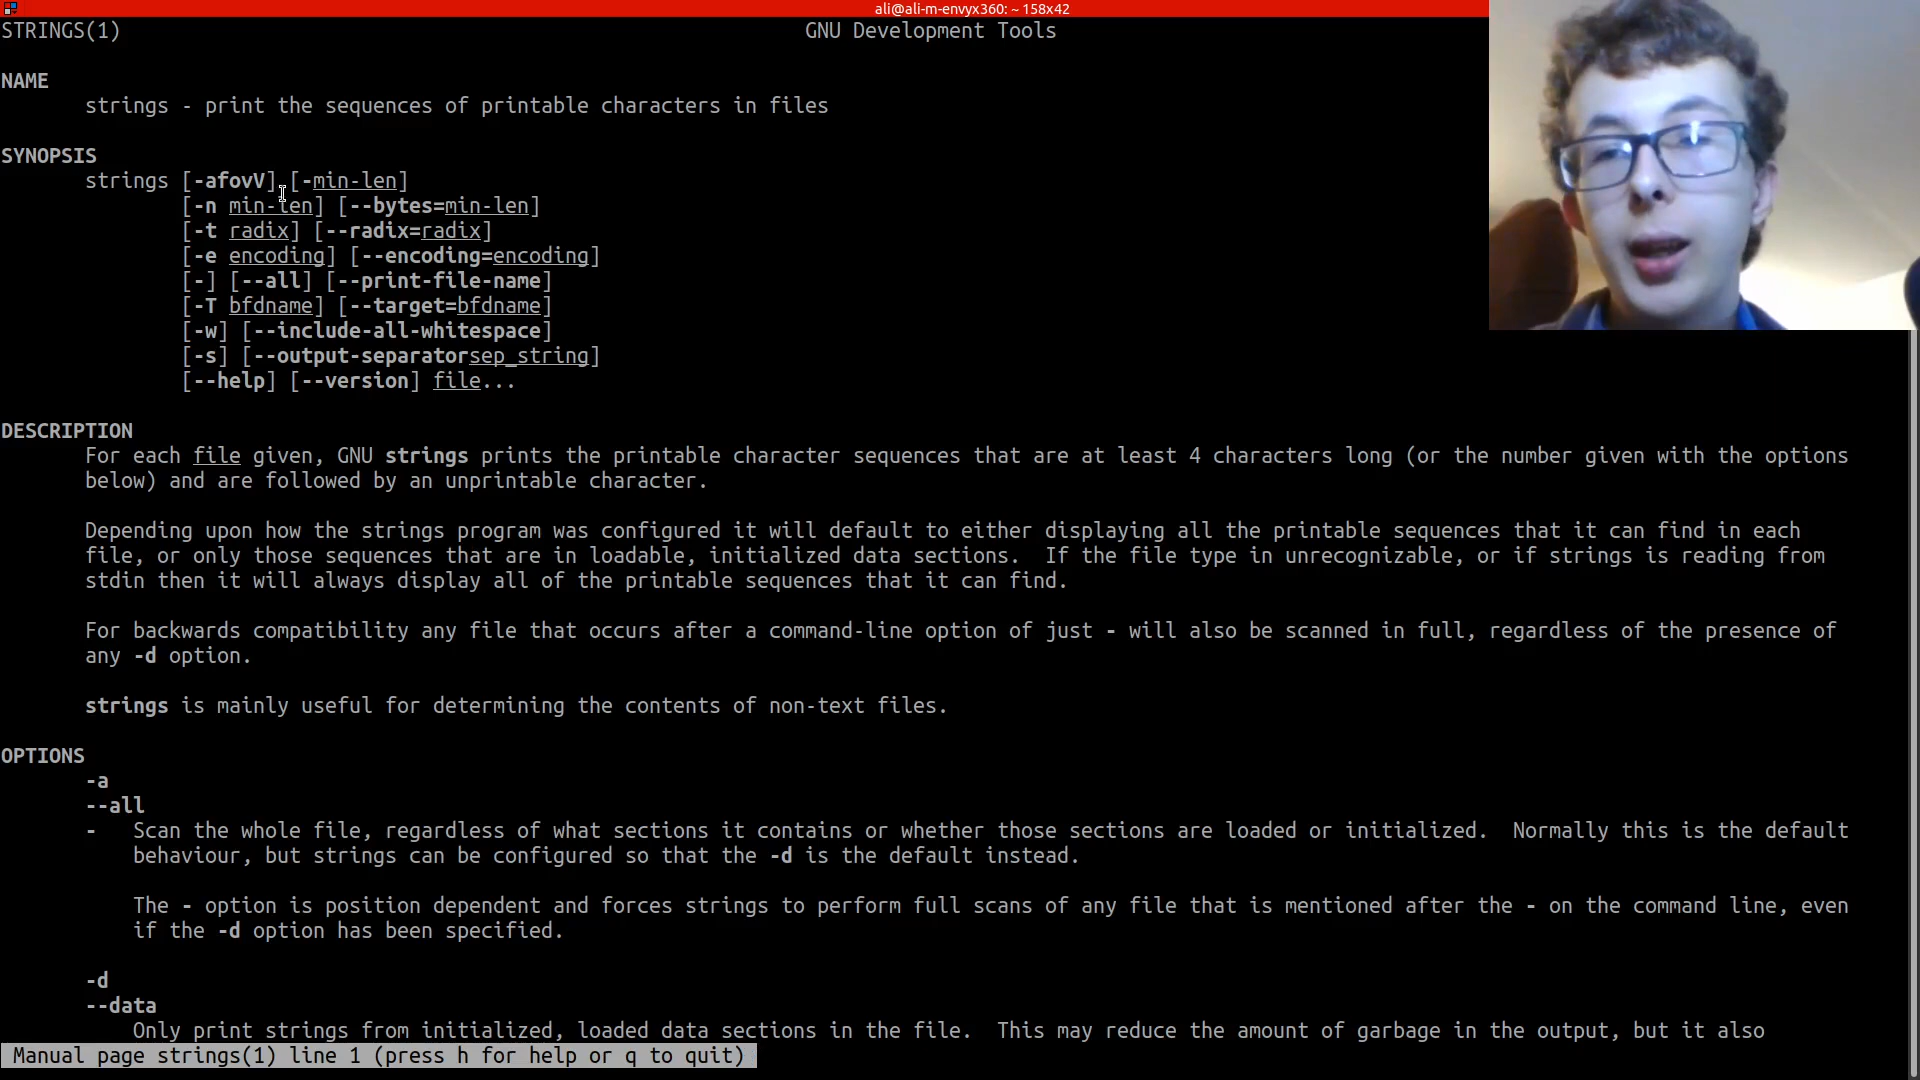 ali@ali-m-envyx360: ~ 158x42
STRINGS(1) GNU Development Tools
NAME
strings - print the sequences of printable characters in files
SYNOPSIS
strings [-afovV] [-min-len]
[-n min-len] [--bytes=min-len]
[-t radix] [--radix=radix]
[-e encoding] [--encoding=encoding]
[-] [--all] [--print-file-name]
[-T bfdname] [--target=bfdname]
[-w] [--include-all-whitespace]
[-s] [--output-separatorsep_string]
[--help] [--version] file...
DESCRIPTION
For each file given, GNU strings prints the printable character sequences that are at least 4 characters long (or the number given with the options
below) and are followed by an unprintable character.
Depending upon how the strings program was configured it will default to either displaying all the printable sequences that it can find in each
file, or only those sequences that are in loadable, initialized data sections.  If the file type in unrecognizable, or if strings is reading from
stdin then it will always display all of the printable sequences that it can find.
For backwards compatibility any file that occurs after a command-line option of just - will also be scanned in full, regardless of the presence of
any -d option.
strings is mainly useful for determining the contents of non-text files.
OPTIONS
-a
--all
-   Scan the whole file, regardless of what sections it contains or whether those sections are loaded or initialized.  Normally this is the default
behaviour, but strings can be configured so that the -d is the default instead.
The - option is position dependent and forces strings to perform full scans of any file that is mentioned after the - on the command line, even
if the -d option has been specified.
-d
--data
Only print strings from initialized, loaded data sections in the file.  This may reduce the amount of garbage in the output, but it also
Manual page strings(1) line 1 (press h for help or q to quit)